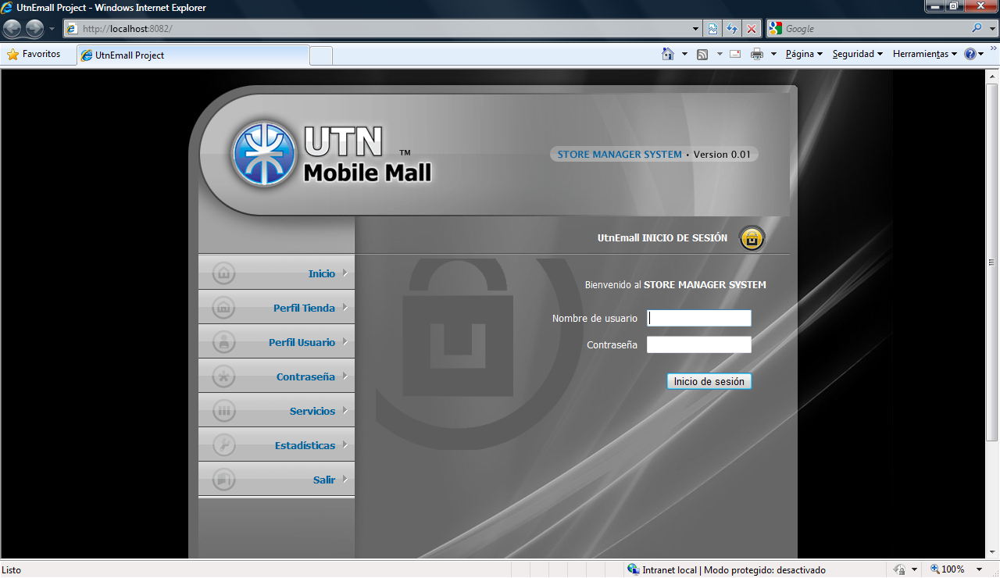 UtnEmall Project - Windows Internet Explorer
http://localhost:8082/
Google
Favoritos
UtnEmall Project
Página
Seguridad
Herramientas
UTN ™
Mobile Mall
STORE MANAGER SYSTEM • Version 0.01
UtnEmall INICIO DE SESIÓN
Inicio
Perfil Tienda
Perfil Usuario
Contraseña
Servicios
Estadísticas
Salir
Bienvenido al STORE MANAGER SYSTEM
Nombre de usuario
Contraseña
Inicio de sesión
Listo
Intranet local | Modo protegido: desactivado
100%